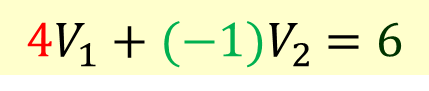 4V₁ + (−1)V₂ = 6